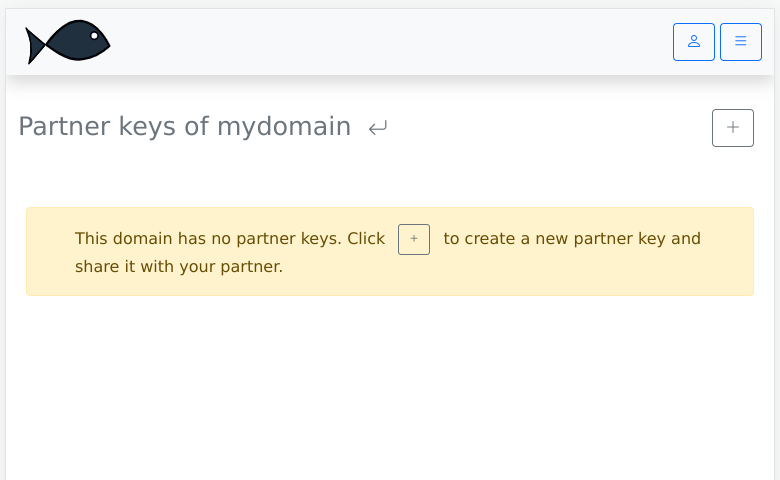 Partner keys of mydomain
This domain has no partner keys. Click + to create a new partner key and
share it with your partner.